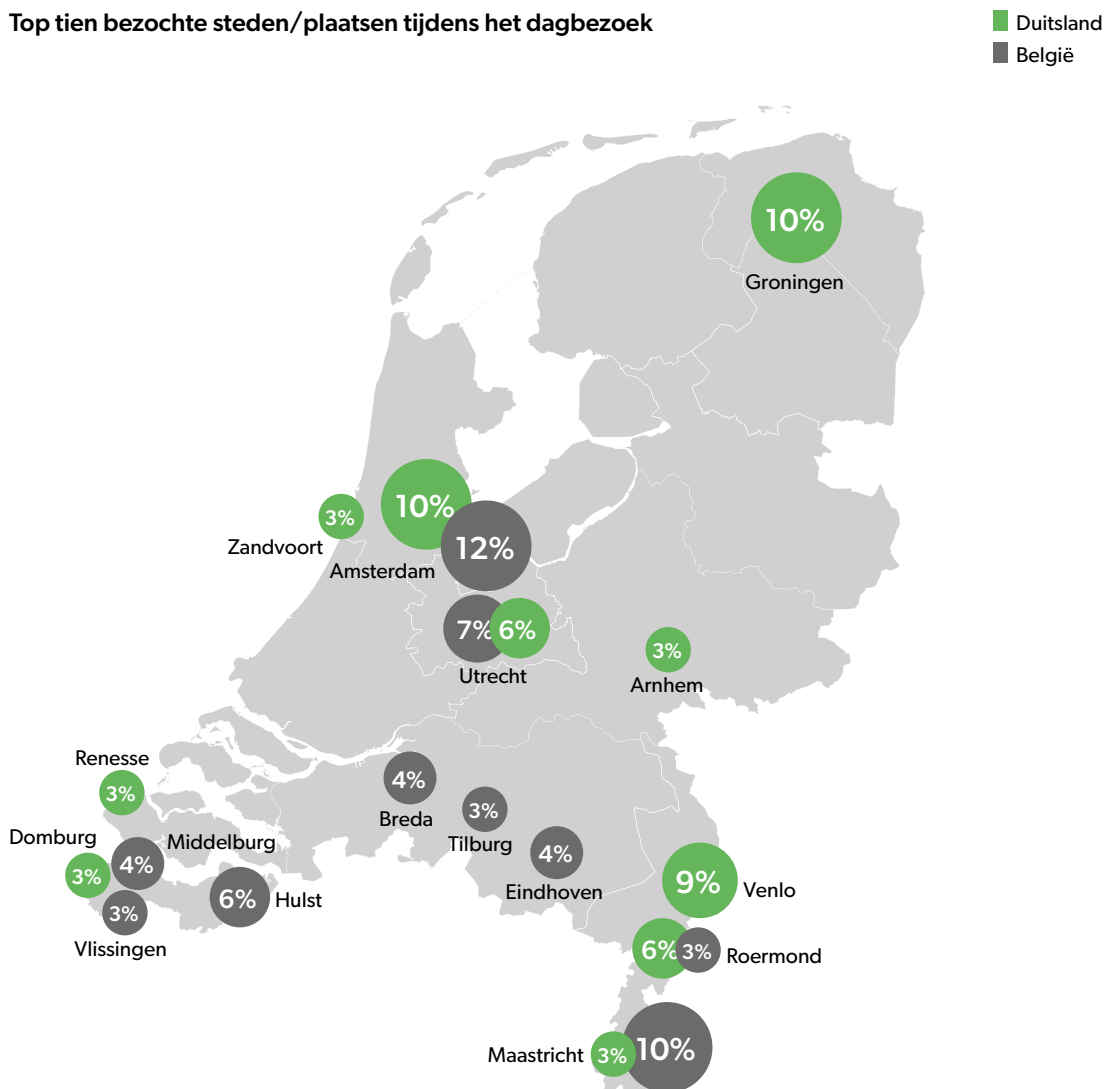 Top tien bezochte steden/plaatsen tijdens het dagbezoek
Duitsland
België
10%
Groningen
10%
3%
Zandvoort
12%
Amsterdam
7%
6%
Utrecht
3%
Arnhem
Renesse
3%
4%
Breda
3%
Tilburg
4%
Eindhoven
Domburg
Middelburg
3%
4%
6%
Hulst
3%
Vlissingen
9%
Venlo
6%
3%
Roermond
Maastricht
3%
10%